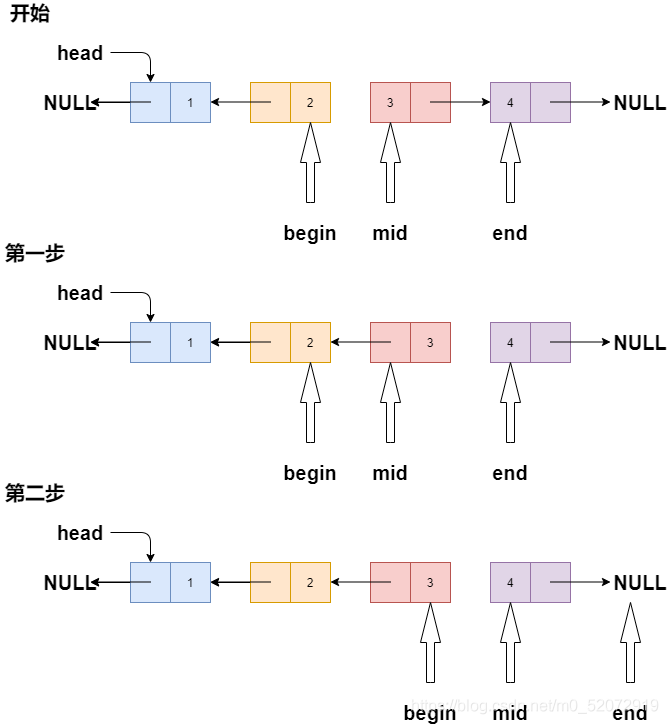 开始
head
NULL 1 2 3 4 NULL
begin mid end
第一步
head
NULL 1 2 3 4 NULL
begin mid end
第二步
head
NULL 1 2 3 4 NULL
begin mid end
https://blog.csdn.net/m0_52072919